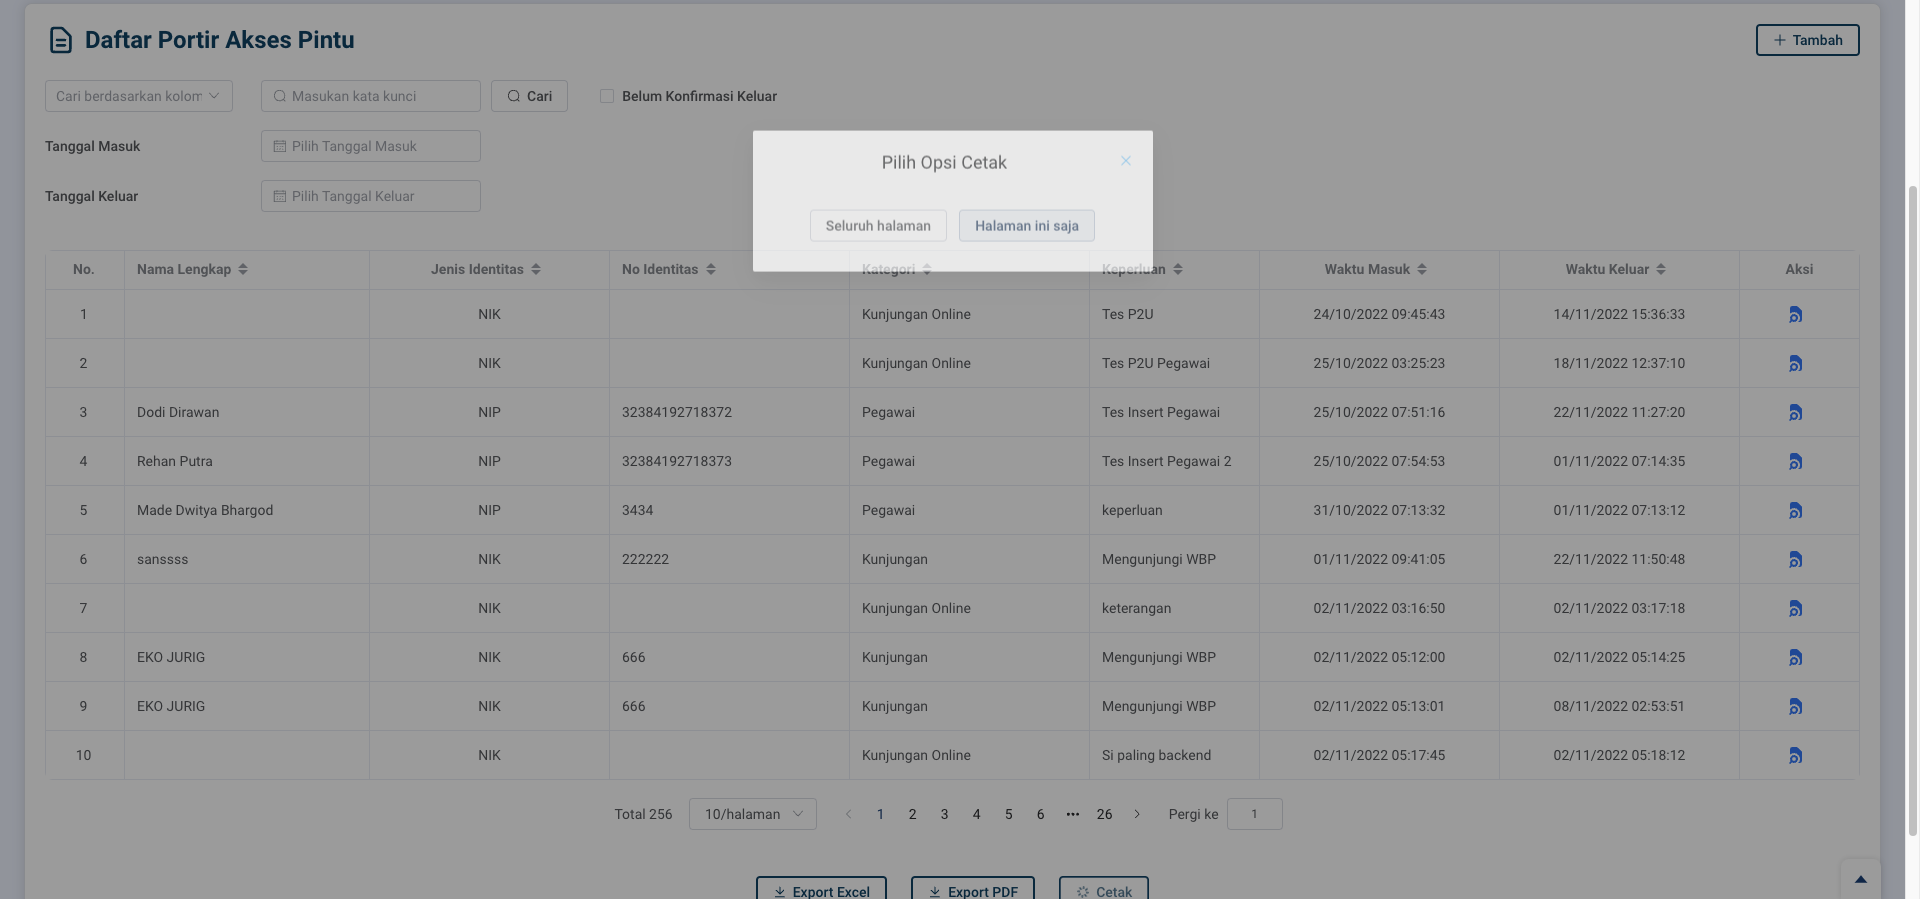 Daftar Portir Akses Pintu
Tambah
Cari berdasarkan kolom
Masukan kata kunci
Cari
Belum Konfirmasi Keluar
Tanggal Masuk
Pilih Tanggal Masuk
Tanggal Keluar
Pilih Tanggal Keluar
Pilih Opsi Cetak
Seluruh halaman
Halaman ini saja
No. Nama Lengkap Jenis Identitas No Identitas Kategori Keperluan Waktu Masuk Waktu Keluar Aksi
1 NIK Kunjungan Online Tes P2U 24/10/2022 09:45:43 14/11/2022 15:36:33
2 NIK Kunjungan Online Tes P2U Pegawai 25/10/2022 03:25:23 18/11/2022 12:37:10
3 Dodi Dirawan NIP 32384192718372 Pegawai Tes Insert Pegawai 25/10/2022 07:51:16 22/11/2022 11:27:20
4 Rehan Putra NIP 32384192718373 Pegawai Tes Insert Pegawai 2 25/10/2022 07:54:53 01/11/2022 07:14:35
5 Made Dwitya Bhargod NIP 3434 Pegawai keperluan 31/10/2022 07:13:32 01/11/2022 07:13:12
6 sanssss NIK 222222 Kunjungan Mengunjungi WBP 01/11/2022 09:41:05 22/11/2022 11:50:48
7 NIK Kunjungan Online keterangan 02/11/2022 03:16:50 02/11/2022 03:17:18
8 EKO JURIG NIK 666 Kunjungan Mengunjungi WBP 02/11/2022 05:12:00 02/11/2022 05:14:25
9 EKO JURIG NIK 666 Kunjungan Mengunjungi WBP 02/11/2022 05:13:01 08/11/2022 02:53:51
10 NIK Kunjungan Online Si paling backend 02/11/2022 05:17:45 02/11/2022 05:18:12
Total 256 10/halaman 1 2 3 4 5 6 ••• 26 Pergi ke 1
Export Excel Export PDF Cetak